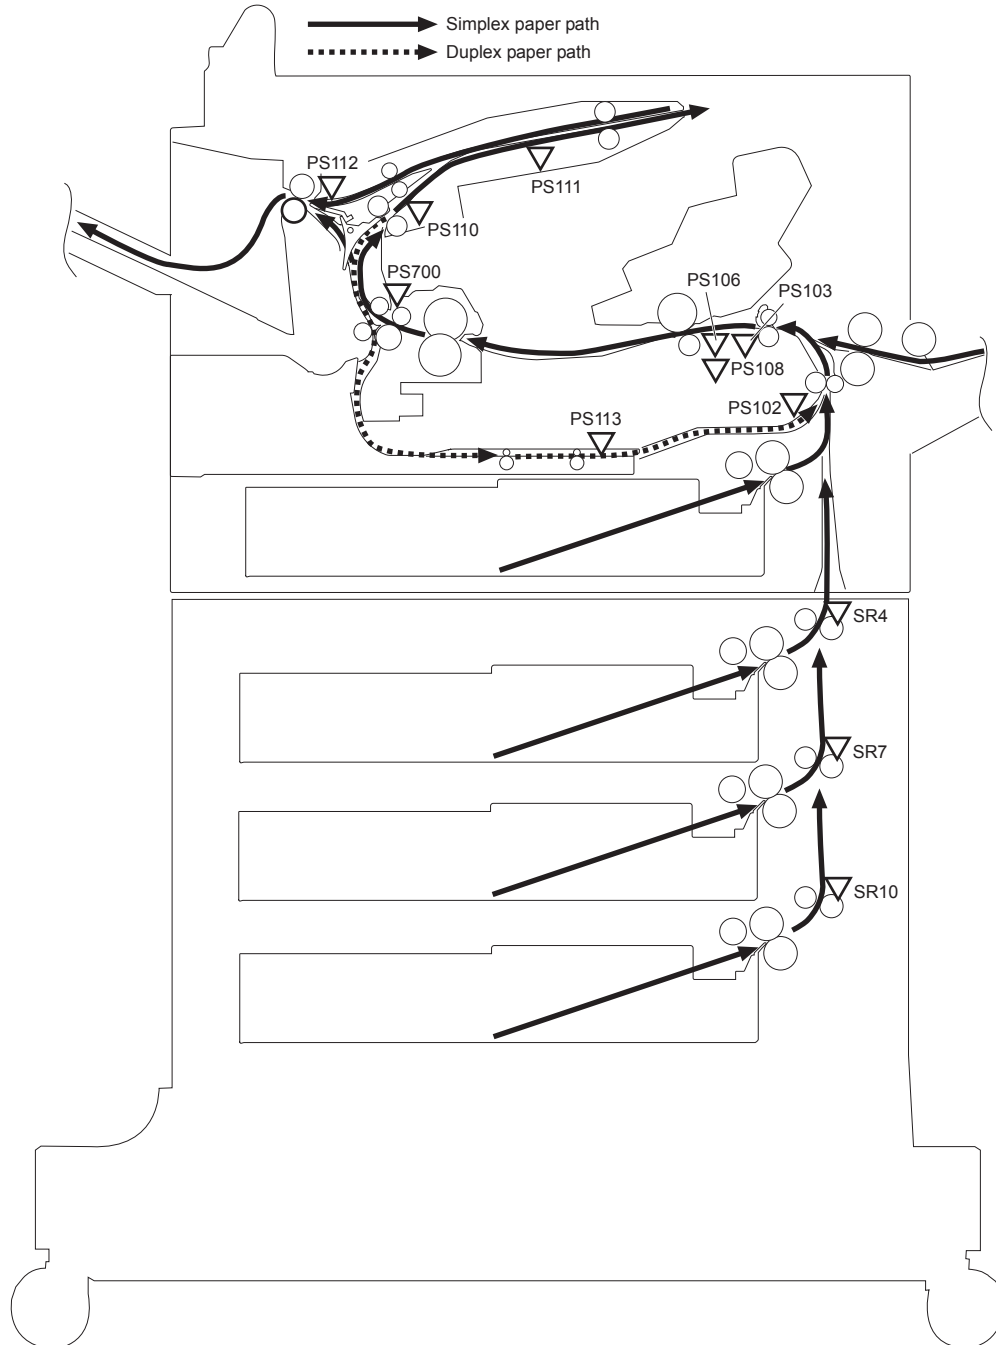 Simplex paper path
Duplex paper path
PS112
PS111
PS110
PS700
PS106
PS103
PS108
PS102
PS113
SR4
SR7
SR10